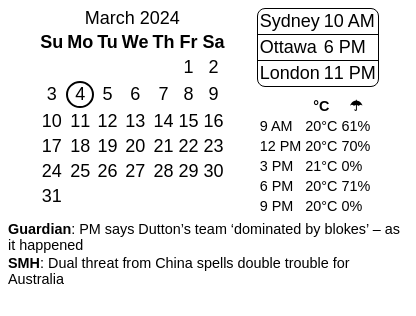 March 2024
Su Mo Tu We Th Fr Sa
1 2
3 4 5 6 7 8 9
10 11 12 13 14 15 16
17 18 19 20 21 22 23
24 25 26 27 28 29 30
31
Sydney 10 AM
Ottawa 6 PM
London 11 PM
°C ☂
9 AM 20°C 61%
12 PM 20°C 70%
3 PM 21°C 0%
6 PM 20°C 71%
9 PM 20°C 0%
Guardian: PM says Dutton’s team ‘dominated by blokes’ – as
it happened
SMH: Dual threat from China spells double trouble for
Australia